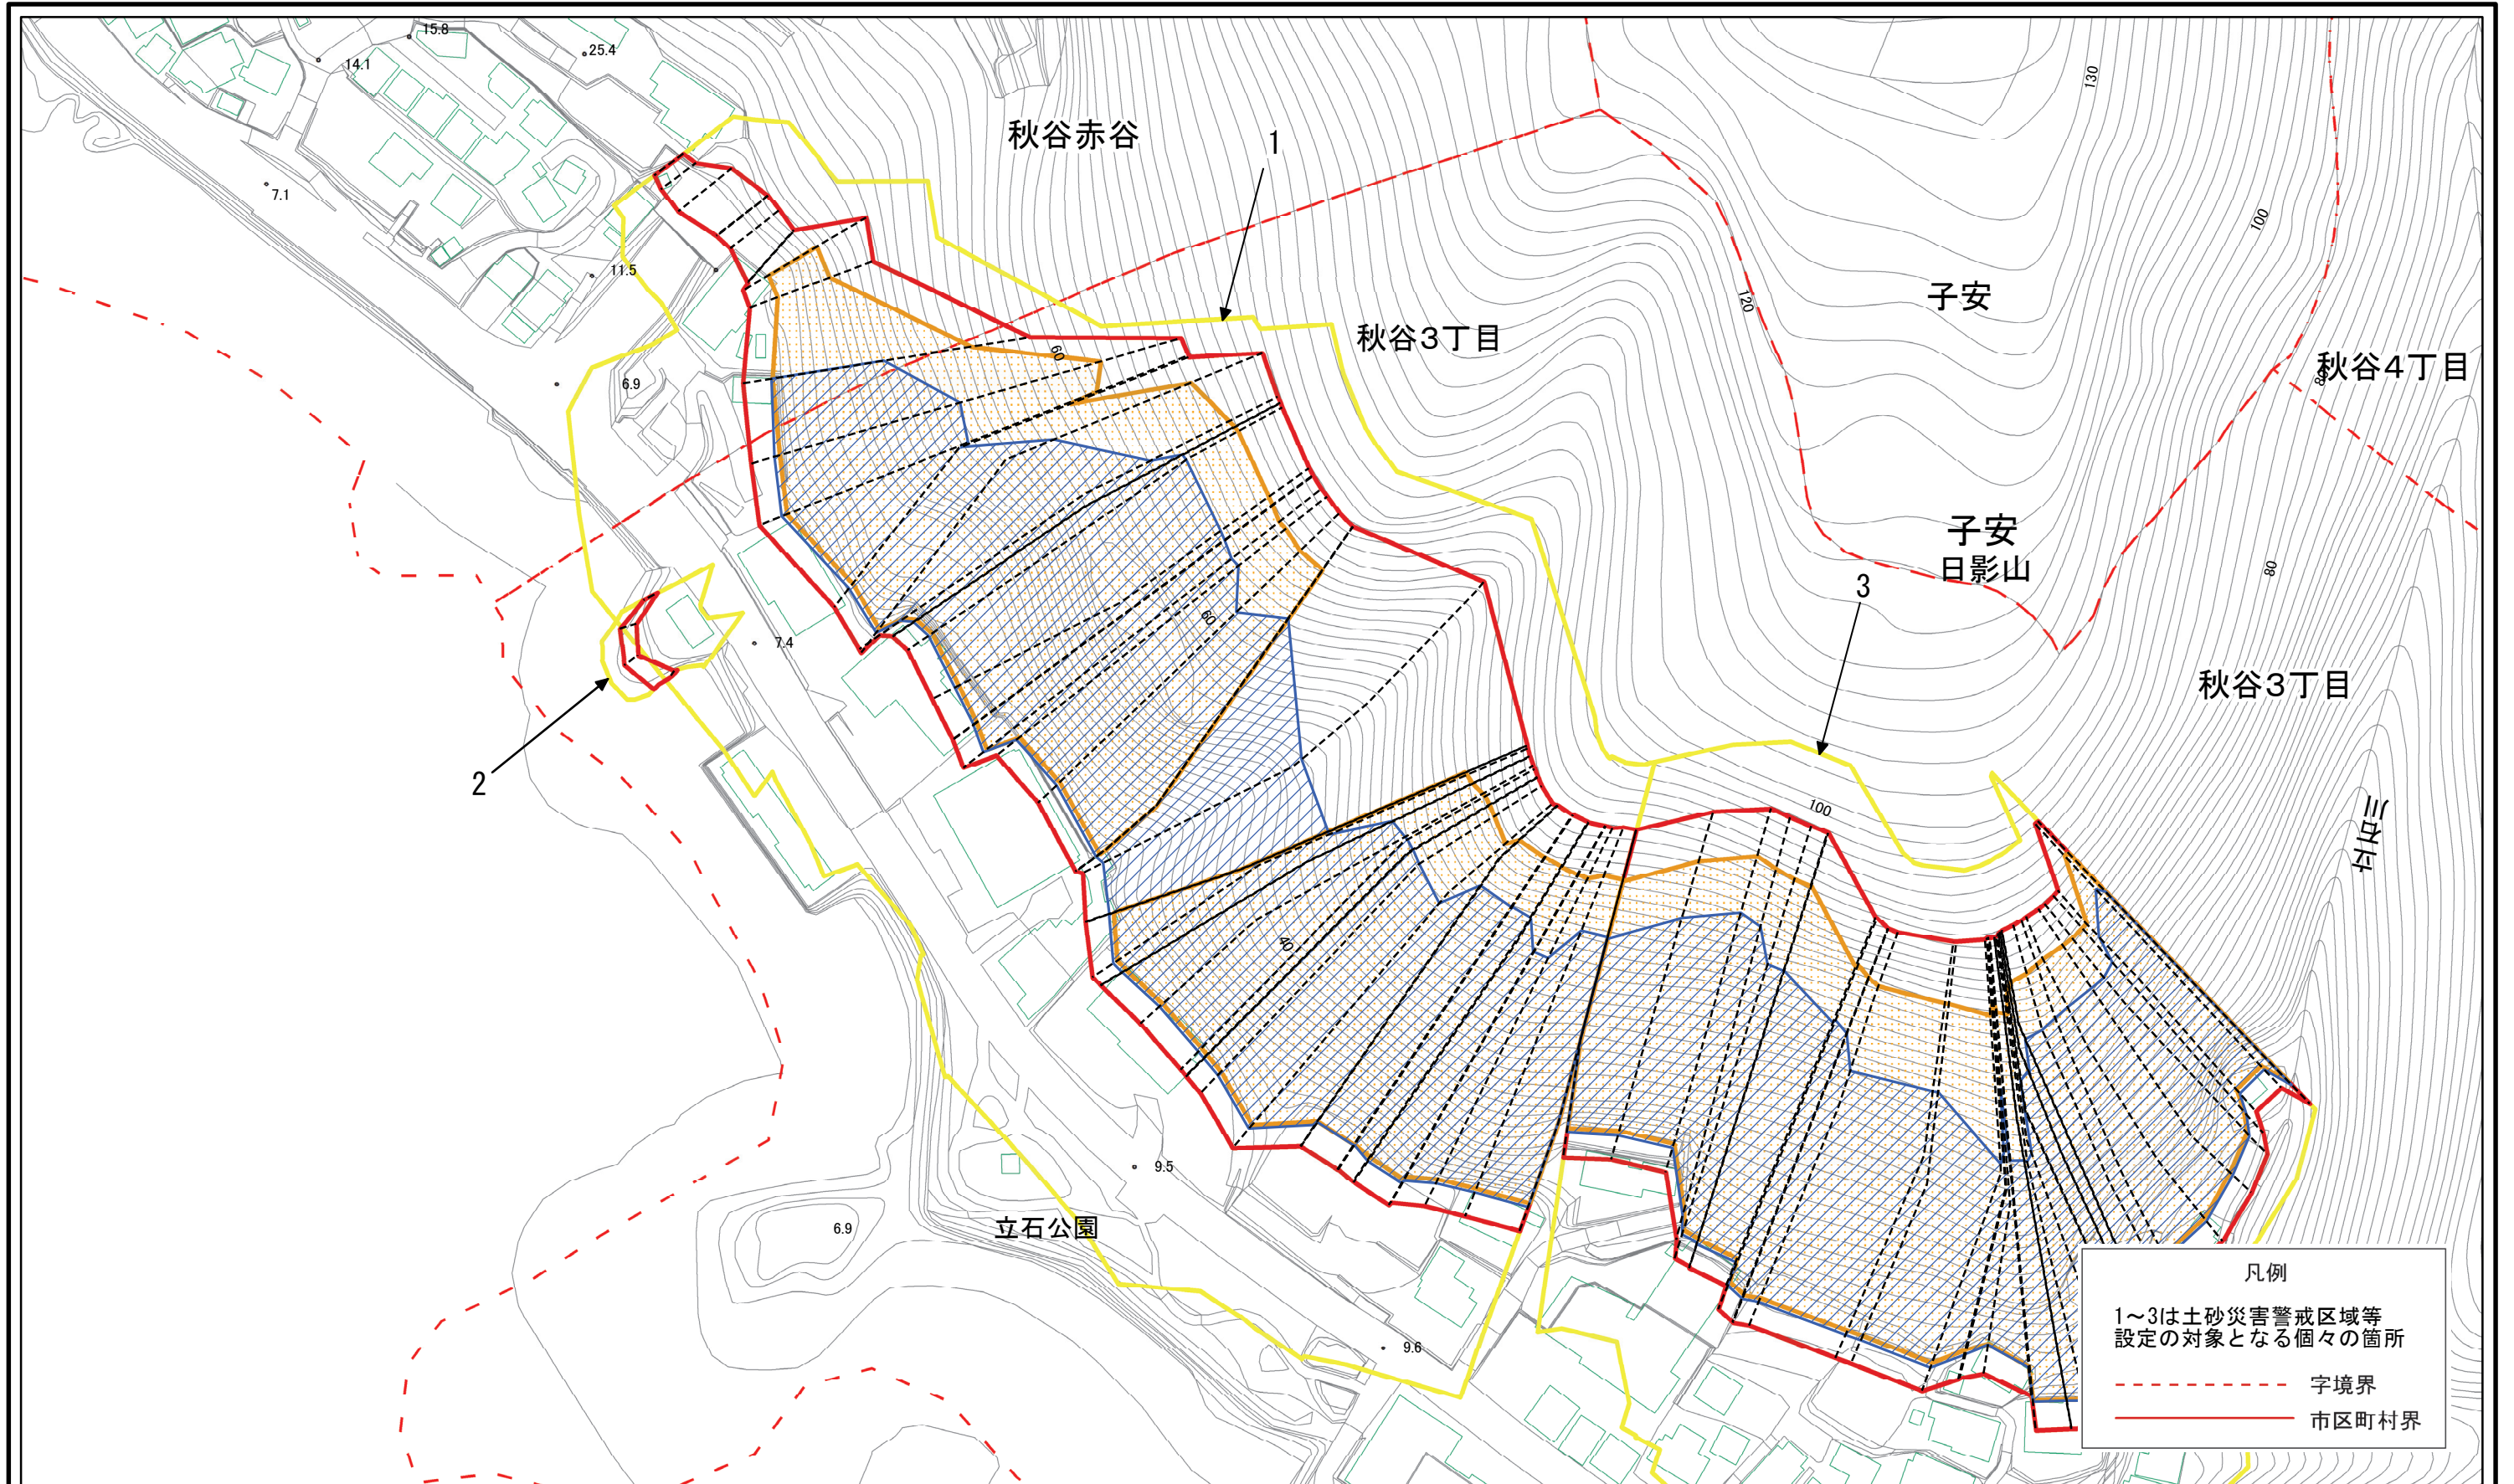 15.8
25.4
14.1
130
秋谷赤谷
1
7.1
100
11.5
子安
120
秋谷3丁目
60
秋谷4丁目
80
6.9
子安
日影山
80
3
60
7.4
秋谷3丁目
2
100
40
9.5
立石公園
6.9
9.6
凡例
1～3は土砂災害警戒区域等
設定の対象となる個々の箇所
字境界
市区町村界